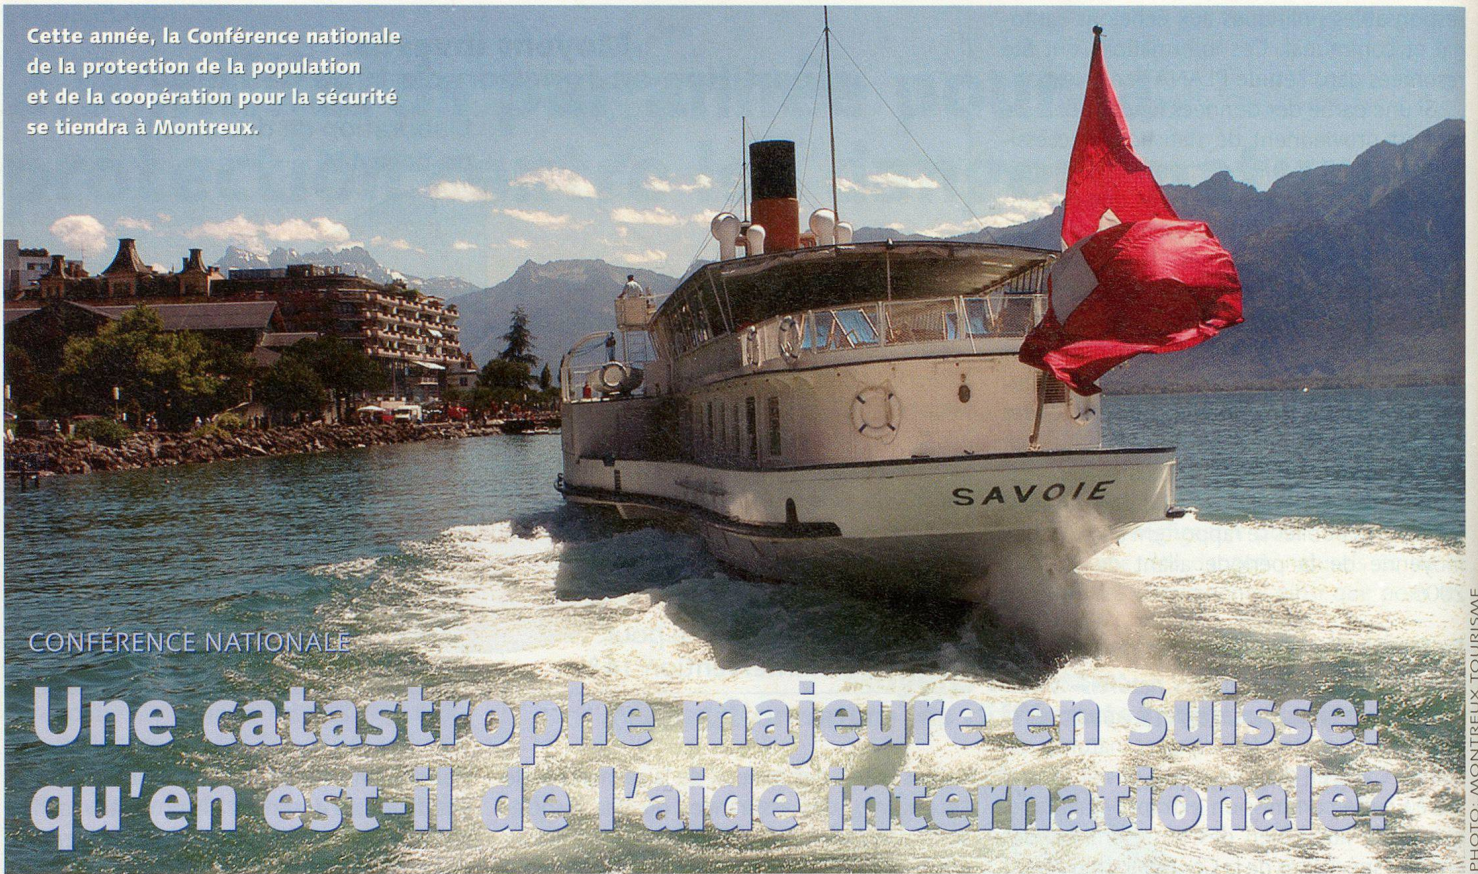 Cette année, la Conférence nationale
de la protection de la population
et de la coopération pour la sécurité
se tiendra à Montreux.
SAVOIE
CONFÉRENCE NATIONALE
Une catastrophe majeure en Suisse:
qu'en est-il de l'aide internationale?
PHOTO MONTREUX TOURISME